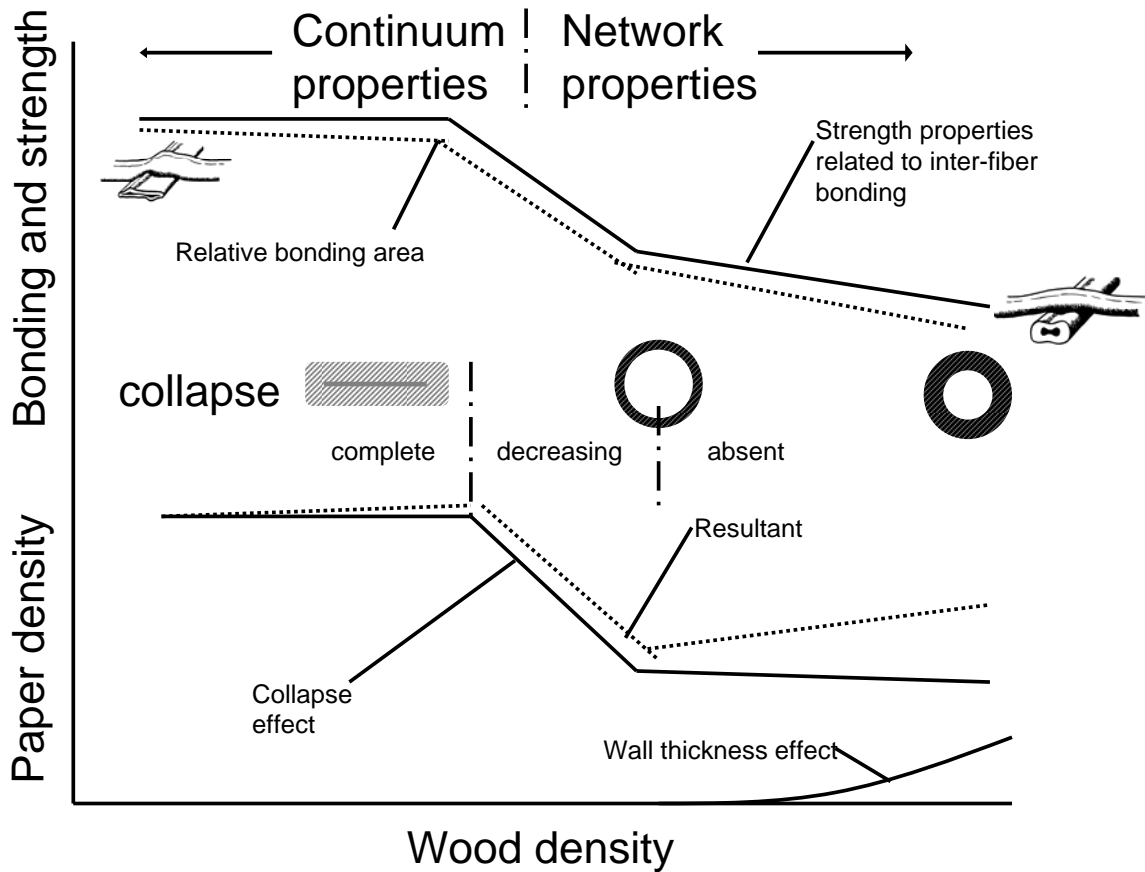 Continuum
properties
Network
properties
Bonding and strength
Strength properties
related to inter-fiber
bonding
Relative bonding area
collapse
complete
decreasing
absent
Paper density
Resultant
Collapse
effect
Wall thickness effect
Wood density